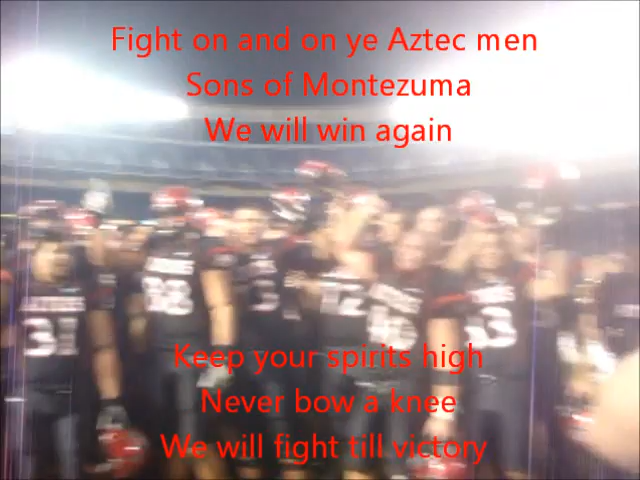 Fight on and on ye Aztec men
Sons of Montezuma
We will win again
Keep your spirits high
Never bow a knee
We will fight till victory